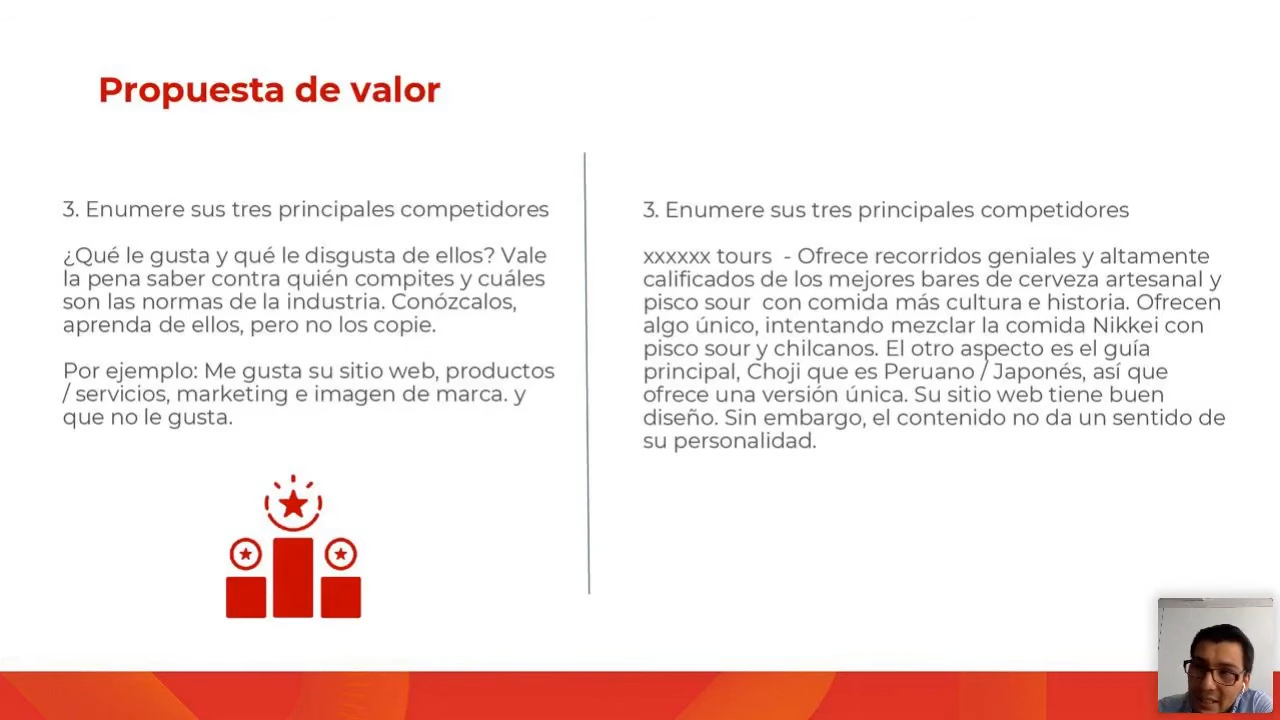 Propuesta de valor
3. Enumere sus tres principales competidores
¿Qué le gusta y qué le disgusta de ellos? Vale
la pena saber contra quién compites y cuáles
son las normas de la industria. Conózcalos,
aprenda de ellos, pero no los copie.
Por ejemplo: Me gusta su sitio web, productos
/ servicios, marketing e imagen de marca. y
que no le gusta.
3. Enumere sus tres principales competidores
xxxxxx tours - Ofrece recorridos geniales y altamente
calificados de los mejores bares de cerveza artesanal y
pisco sour con comida más cultura e historia. Ofrecen
algo único, intentando mezclar la comida Nikkei con
pisco sour y chilcanos. El otro aspecto es el guía
principal, Choji que es Peruano / Japonés, así que
ofrece una versión única. Su sitio web tiene buen
diseño. Sin embargo, el contenido no da un sentido de
su personalidad.